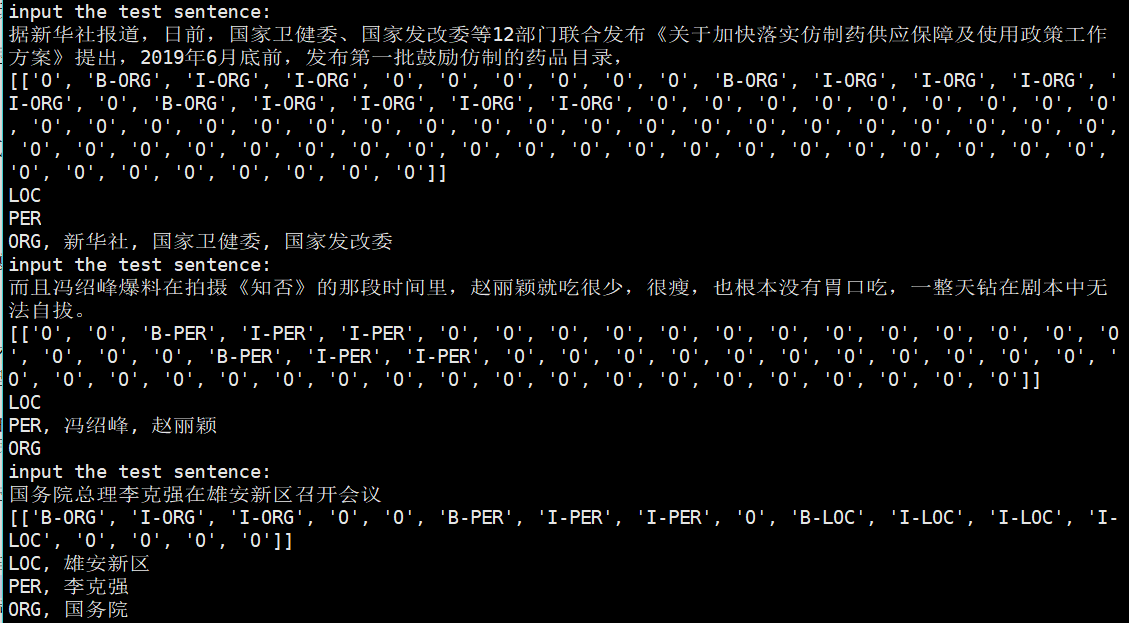 input the test sentence:
据新华社报道，日前，国家卫健委、国家发改委等12部门联合发布《关于加快落实仿制药供应保障及使用政策工作
方案》提出，2019年6月底前，发布第一批鼓励仿制的药品目录，
[['O', 'B-ORG', 'I-ORG', 'I-ORG', 'O', 'O', 'O', 'O', 'O', 'O', 'B-ORG', 'I-ORG', 'I-ORG', 'I-ORG', '
I-ORG', 'O', 'B-ORG', 'I-ORG', 'I-ORG', 'I-ORG', 'I-ORG', 'O', 'O', 'O', 'O', 'O', 'O', 'O', 'O', 'O'
, 'O', 'O', 'O', 'O', 'O', 'O', 'O', 'O', 'O', 'O', 'O', 'O', 'O', 'O', 'O', 'O', 'O', 'O', 'O', 'O',
 'O', 'O', 'O', 'O', 'O', 'O', 'O', 'O', 'O', 'O', 'O', 'O', 'O', 'O', 'O', 'O', 'O', 'O', 'O', 'O', 
'O', 'O', 'O', 'O', 'O', 'O', 'O', 'O']]
LOC
PER
ORG, 新华社, 国家卫健委, 国家发改委
input the test sentence:
而且冯绍峰爆料在拍摄《知否》的那段时间里，赵丽颖就吃很少，很瘦，也根本没有胃口吃，一整天钻在剧本中无
法自拔。
[['O', 'O', 'B-PER', 'I-PER', 'I-PER', 'O', 'O', 'O', 'O', 'O', 'O', 'O', 'O', 'O', 'O', 'O', 'O', 'O
', 'O', 'O', 'O', 'B-PER', 'I-PER', 'I-PER', 'O', 'O', 'O', 'O', 'O', 'O', 'O', 'O', 'O', 'O', 'O', '
O', 'O', 'O', 'O', 'O', 'O', 'O', 'O', 'O', 'O', 'O', 'O', 'O', 'O', 'O', 'O', 'O', 'O', 'O']]
LOC
PER, 冯绍峰, 赵丽颖
ORG
input the test sentence:
国务院总理李克强在雄安新区召开会议
[['B-ORG', 'I-ORG', 'I-ORG', 'O', 'O', 'B-PER', 'I-PER', 'I-PER', 'O', 'B-LOC', 'I-LOC', 'I-LOC', 'I-
LOC', 'O', 'O', 'O', 'O']]
LOC, 雄安新区
PER, 李克强
ORG, 国务院